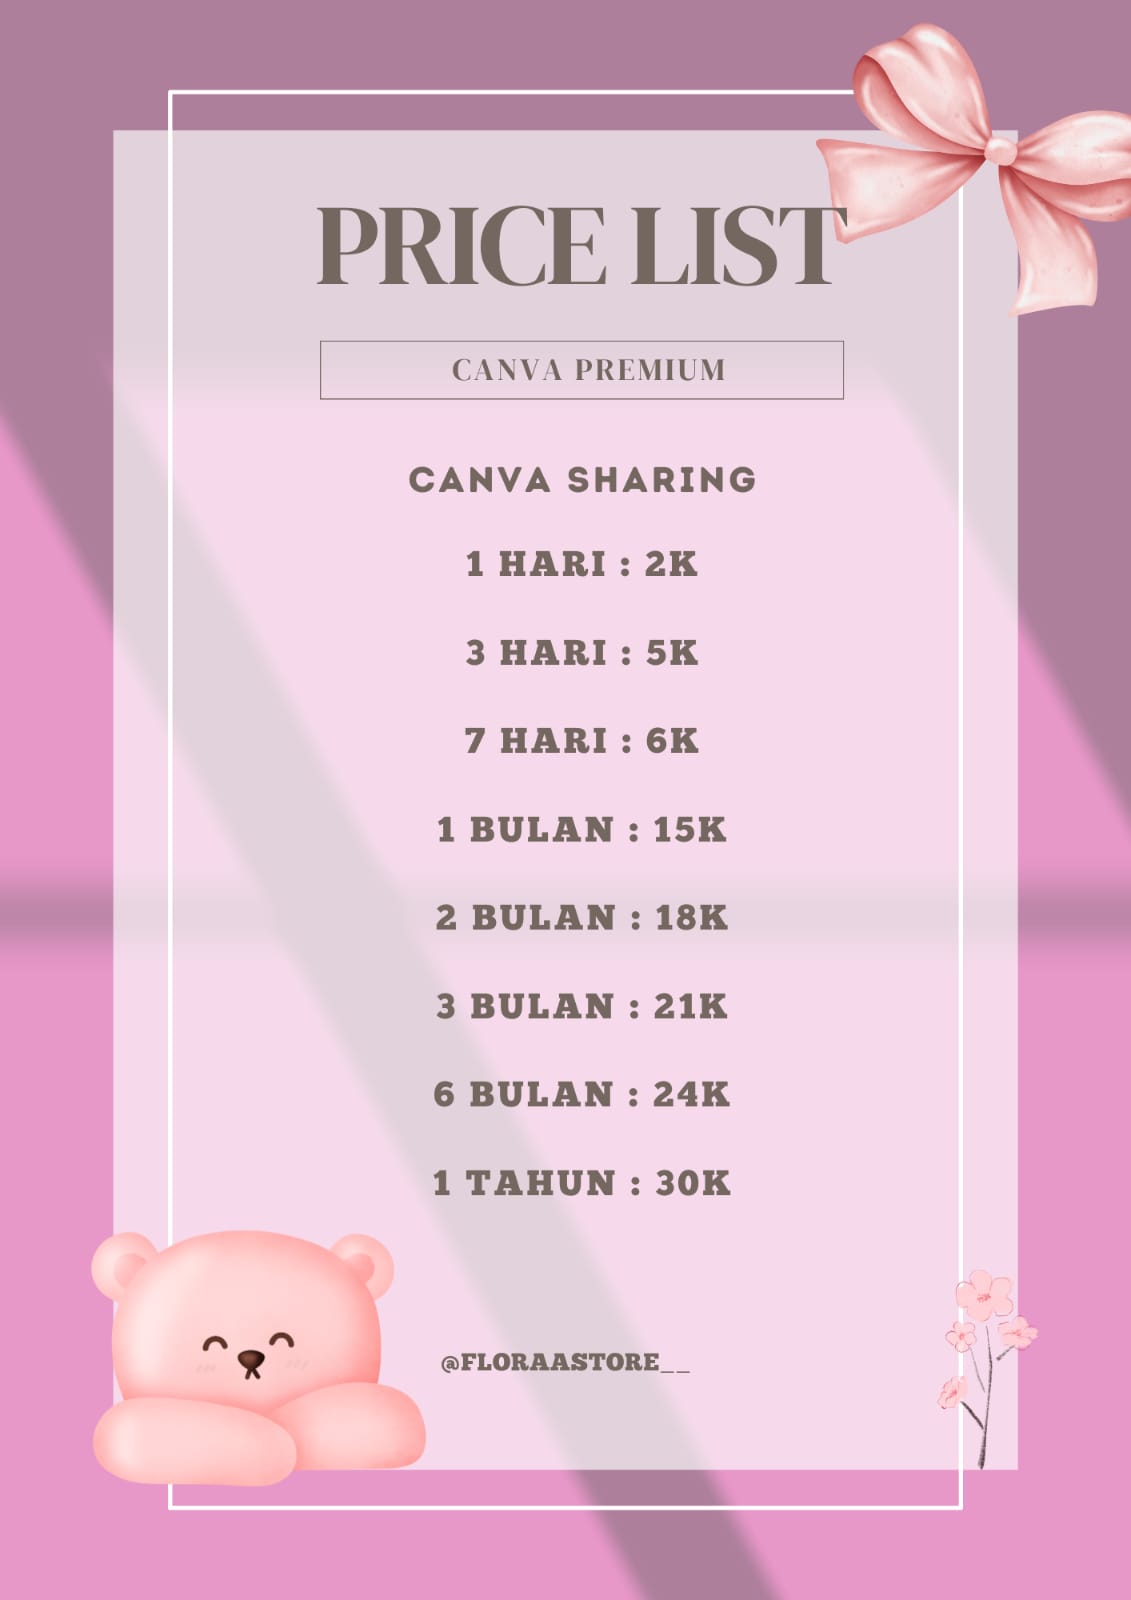 PRICE LIST
CANVA PREMIUM
CANVA SHARING
1 HARI : 2K
3 HARI : 5K
7 HARI : 6K
1 BULAN : 15K
2 BULAN : 18K
3 BULAN : 21K
6 BULAN : 24K
1 TAHUN : 30K
@FLORAASTORE__